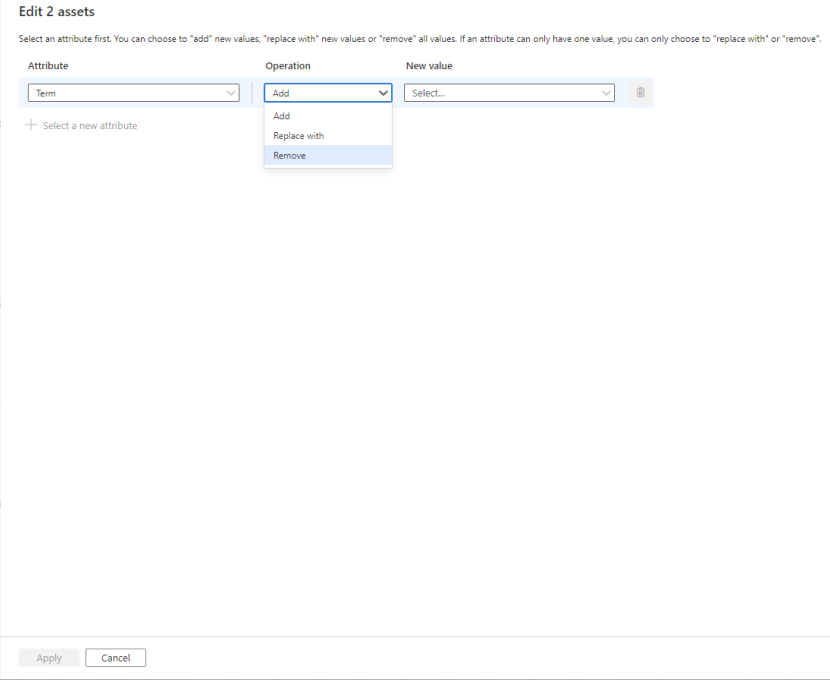 Edit 2 assets
Select an attribute first. You can choose to "add" new values, "replace with" new values or "remove" all values. If an attribute can only have one value, you can only choose to "replace with" or "remove".
Attribute Operation New value
Term Add Select...
Add
Select a new attribute
Replace with
Remove
Apply Cancel